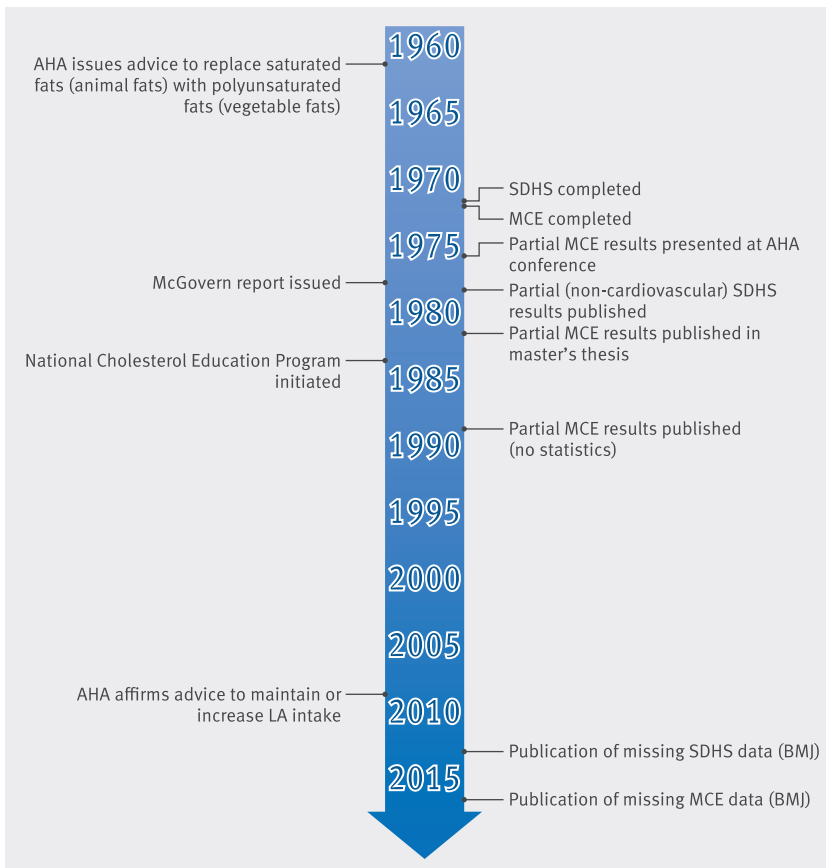 1960
AHA issues advice to replace saturated
fats (animal fats) with polyunsaturated
fats (vegetable fats)
1965
1970
SDHS completed
MCE completed
1975
Partial MCE results presented at AHA
conference
McGovern report issued
Partial (non-cardiovascular) SDHS
results published
1980
Partial MCE results published in
master’s thesis
National Cholesterol Education Program
initiated
1985
Partial MCE results published
(no statistics)
1990
1995
2000
2005
AHA affirms advice to maintain or
increase LA intake
2010
Publication of missing SDHS data (BMJ)
2015
Publication of missing MCE data (BMJ)